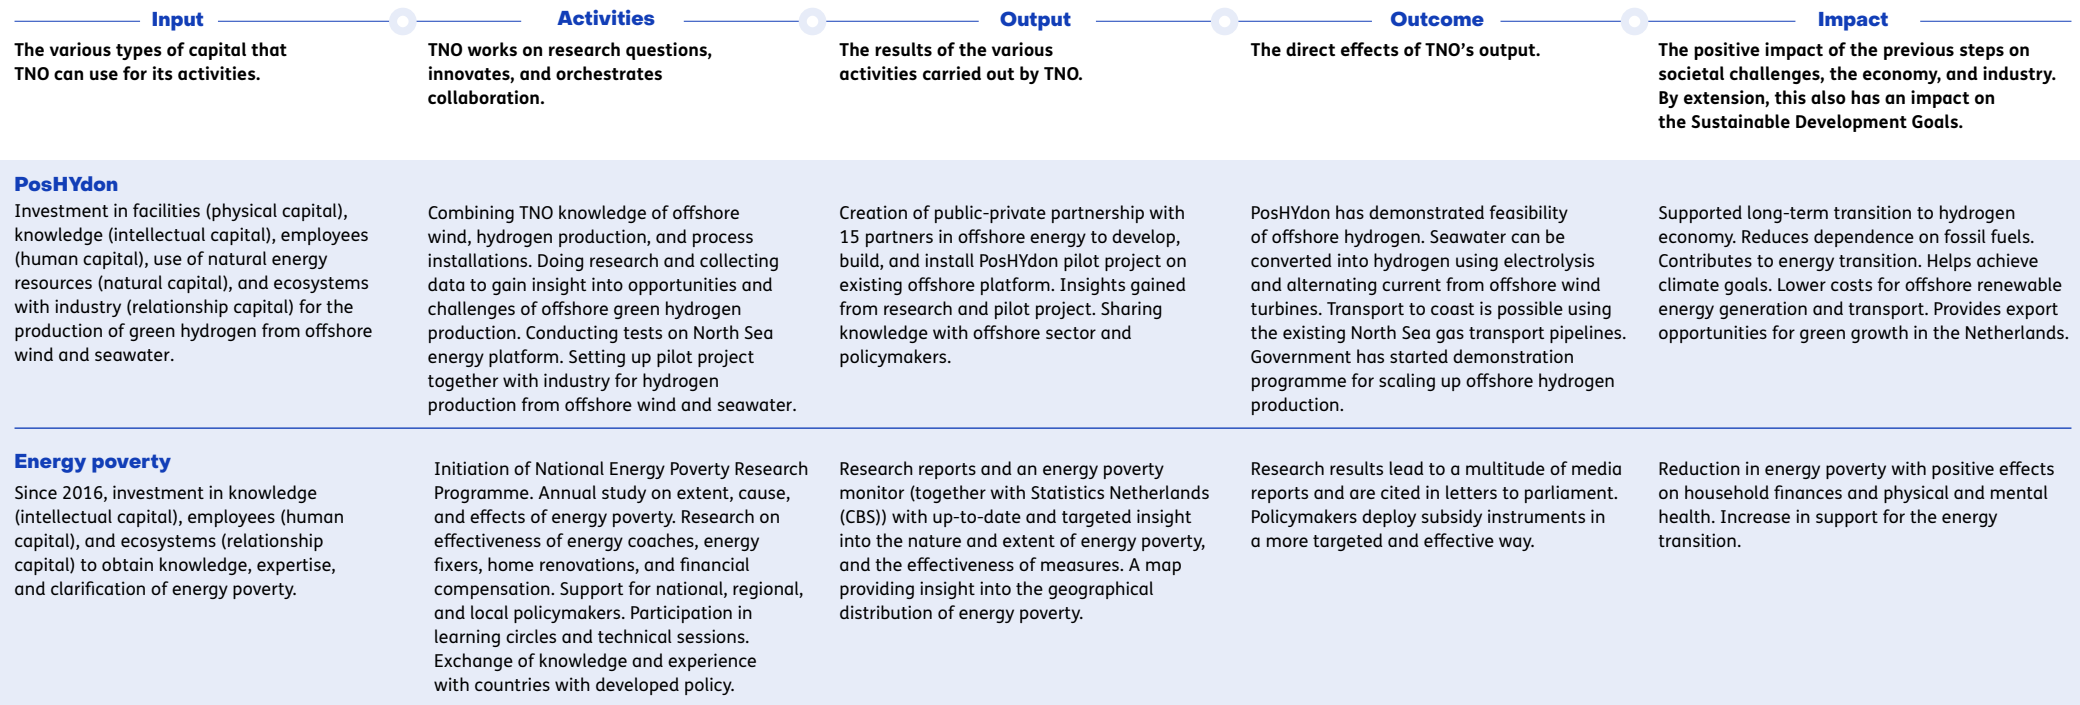 Input
Activities
Output
Outcome
Impact
The various types of capital that
TNO can use for its activities.
TNO works on research questions,
innovates, and orchestrates
collaboration.
The results of the various
activities carried out by TNO.
The direct effects of TNO's output.
The positive impact of the previous steps on
societal challenges, the economy, and industry.
By extension, this also has an impact on
the Sustainable Development Goals.
PosHYdon
Investment in facilities (physical capital),
knowledge (intellectual capital), employees
(human capital), use of natural energy
resources (natural capital), and ecosystems
with industry (relationship capital) for the
production of green hydrogen from offshore
wind and seawater.
Combining TNO knowledge of offshore
wind, hydrogen production, and process
installations. Doing research and collecting
data to gain insight into opportunities and
challenges of offshore green hydrogen
production. Conducting tests on North Sea
energy platform. Setting up pilot project
together with industry for hydrogen
production from offshore wind and seawater.
Creation of public-private partnership with
15 partners in offshore energy to develop,
build, and install PosHYdon pilot project on
existing offshore platform. Insights gained
from research and pilot project. Sharing
knowledge with offshore sector and
policymakers.
PosHYdon has demonstrated feasibility
of offshore hydrogen. Seawater can be
converted into hydrogen using electrolysis
and alternating current from offshore wind
turbines. Transport to coast is possible using
the existing North Sea gas transport pipelines.
Government has started demonstration
programme for scaling up offshore hydrogen
production.
Supported long-term transition to hydrogen
economy. Reduces dependence on fossil fuels.
Contributes to energy transition. Helps achieve
climate goals. Lower costs for offshore renewable
energy generation and transport. Provides export
opportunities for green growth in the Netherlands.
Energy poverty
Since 2016, investment in knowledge
(intellectual capital), employees (human
capital), and ecosystems (relationship
capital) to obtain knowledge, expertise,
and clarification of energy poverty.
Initiation of National Energy Poverty Research
Programme. Annual study on extent, cause,
and effects of energy poverty. Research on
effectiveness of energy coaches, energy
fixers, home renovations, and financial
compensation. Support for national, regional,
and local policymakers. Participation in
learning circles and technical sessions.
Exchange of knowledge and experience
with countries with developed policy.
Research reports and an energy poverty
monitor (together with Statistics Netherlands
(CBS)) with up-to-date and targeted insight
into the nature and extent of energy poverty,
and the effectiveness of measures. A map
providing insight into the geographical
distribution of energy poverty.
Research results lead to a multitude of media
reports and are cited in letters to parliament.
Policymakers deploy subsidy instruments in
a more targeted and effective way.
Reduction in energy poverty with positive effects
on household finances and physical and mental
health. Increase in support for the energy
transition.